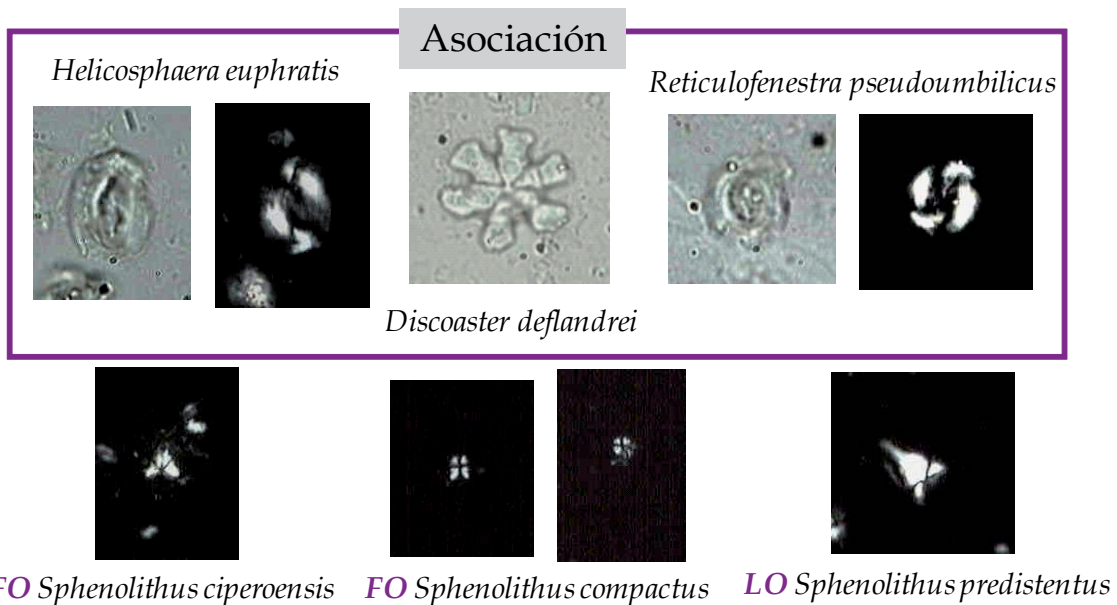 Asociación
Helicosphaera euphratis
Reticulofenestra pseudoumbilicus
Discoaster deflandrei
FO Sphenolithus ciperoensis
FO Sphenolithus compactus
LO Sphenolithus predistentus